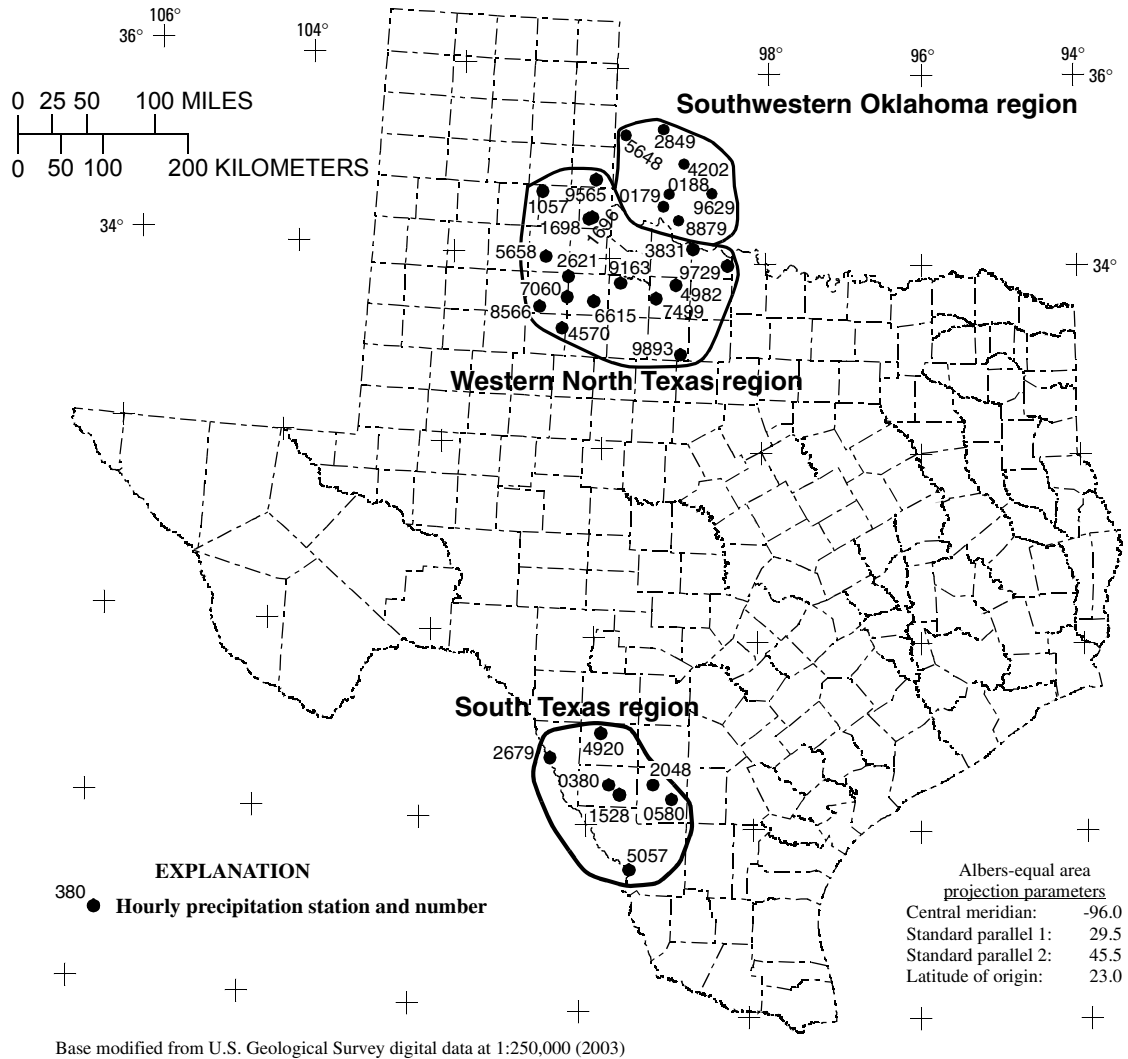 106°
36°
104°
98°
96°
94°
36°
0 25 50 100 MILES
0 50 100 200 KILOMETERS
34°
34°
Southwestern Oklahoma region
5648
2849
4202
0188
0179
9629
8879
9565
1057
1698
1696
3831
5658
2621
9163
9729
7060
4982
8566
6615
7499
4570
9893
Western North Texas region
South Texas region
2679
4920
0380
2048
1528
0580
5057
EXPLANATION
380
Hourly precipitation station and number
Albers-equal area
projection parameters
Central meridian: -96.0
Standard parallel 1: 29.5
Standard parallel 2: 45.5
Latitude of origin: 23.0
Base modified from U.S. Geological Survey digital data at 1:250,000 (2003)